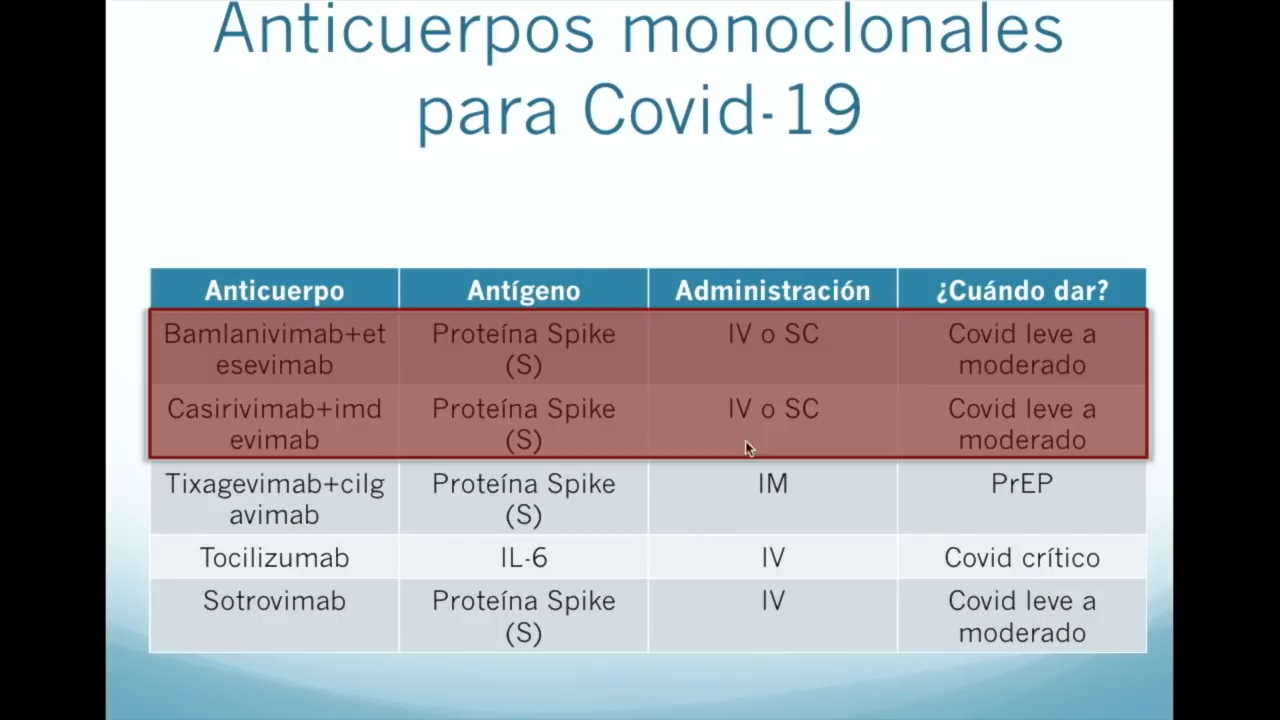 Anticuerpos monoclonales
para Covid-19
Anticuerpo Antígeno Administración ¿Cuándo dar?
Bamlanivimab+et Proteína Spike IV o SC Covid leve a
esevimab (S) moderado
Casirivimab+imd Proteína Spike IV o SC Covid leve a
evimab (S) moderado
Tixagevimab+cilg Proteína Spike IM PrEP
avimab (S)
Tocilizumab IL-6 IV Covid crítico
Sotrovimab Proteína Spike IV Covid leve a
(S) moderado